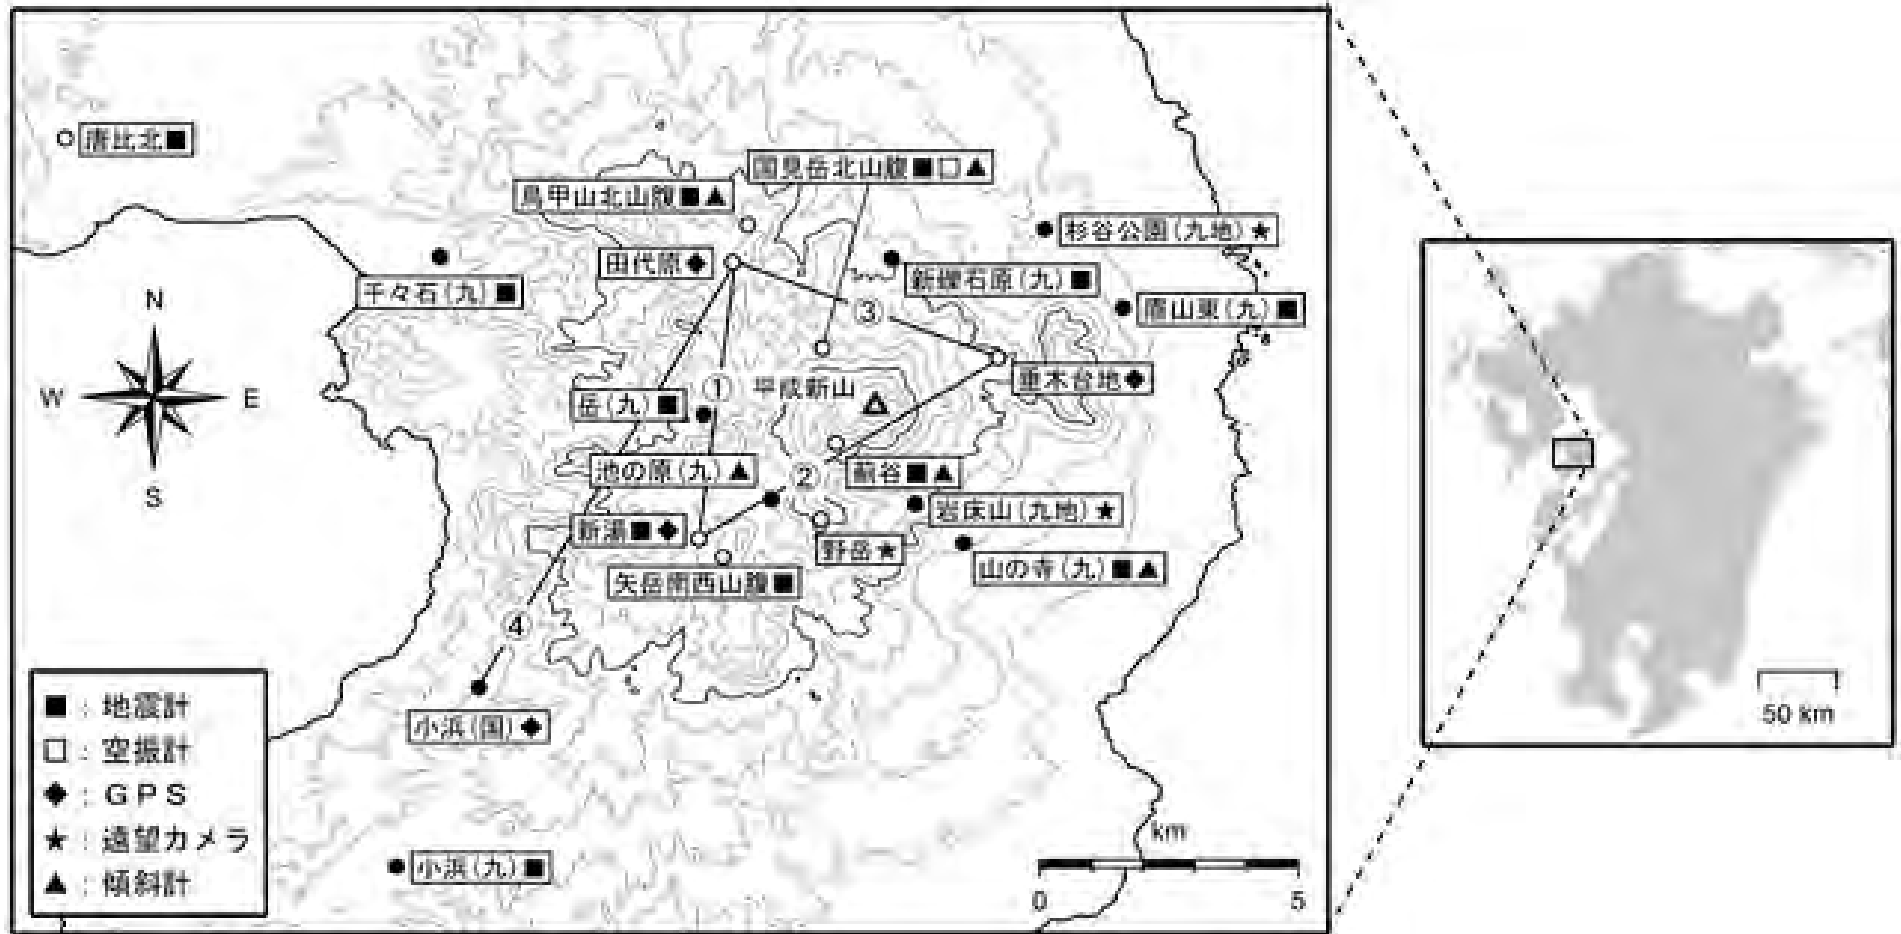 唐比北■
国見岳北山腹■□▲
鳥甲山北山腹■▲
杉谷公園(九地)★
田代原◆
千々石(九)■
新燁石原(九)■
眉山東(九)■
③
垂木台地◆
①
平成新山
岳(九)■
池の原(九)▲
②
薊谷■▲
岩床山(九地)★
新湯■◆
野岳★
山の寺(九)■▲
矢岳南西山腹■
④
小浜(国)◆
小浜(九)■
N
W
E
S
■：地震計
□：空振計
◆：GPS
★：遠望カメラ
▲：傾斜計
km
0
5
50 km